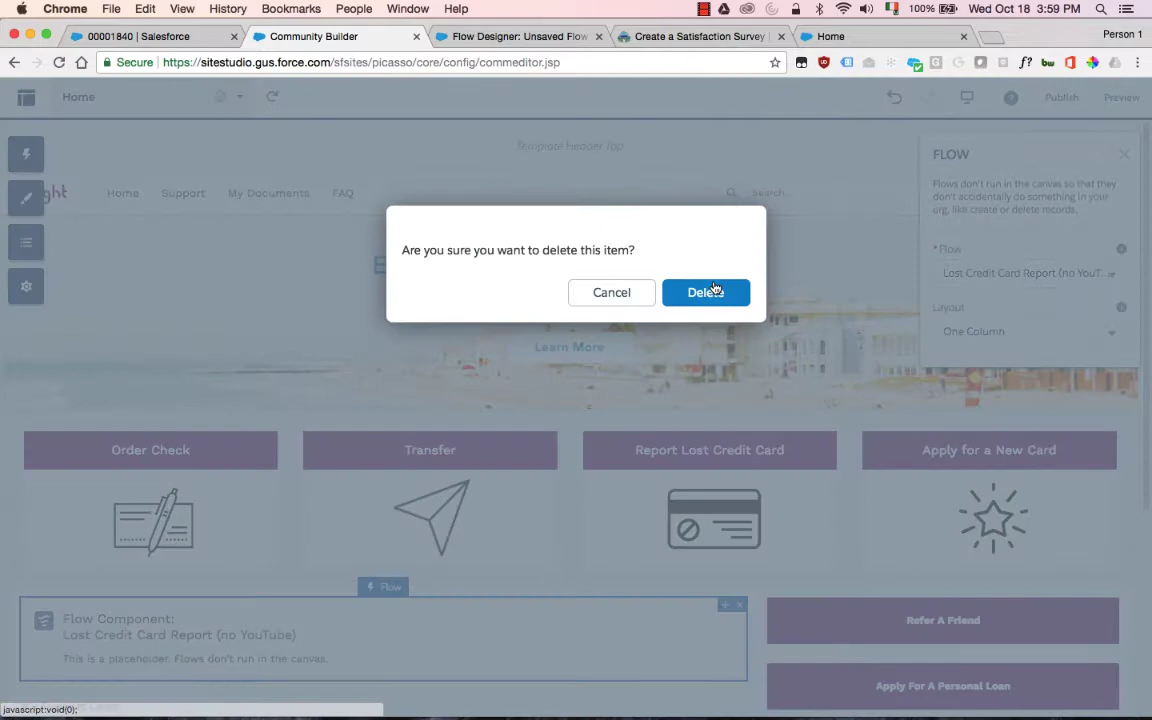 Chrome File Edit View History Bookmarks People Window Help 100% Wed Oct 18 3:59 PM
00001840 | Salesforce Community Builder Flow Designer: Unsaved Flow Create a Satisfaction Survey | Home Person 1
Secure https://sitestudio.gus.force.com/sfsites/picasso/core/config/commeditor.jsp
Home Publish Preview
Template header top
FLOW
Flows don't run in the canvas so that they
don't accidentally do something in your
org, like create or delete records.
ght Home Support My Documents FAQ Search...
* Flow
Lost Credit Card Report (no YouT...
Layout
One Column
Are you sure you want to delete this item?
Cancel Delete
E
Learn More
Order Check Transfer Report Lost Credit Card Apply for a New Card
Flow
Flow Component:
Lost Credit Card Report (no YouTube)
This is a placeholder. Flows don't run in the canvas.
Refer A Friend
Apply For A Personal Loan
javascript:void(0);